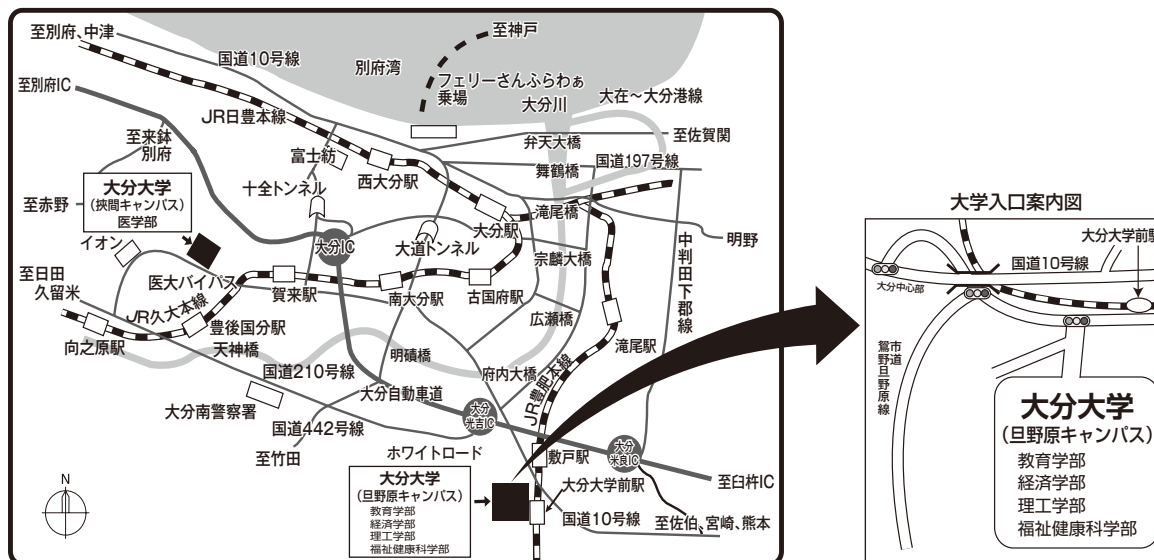 至別府、中津
国道10号線
至神戸
別府湾
フェリーさんふらわぁ
乗場
大分川
大在～大分港線
至別府IC
JR日豊本線
至来鉢
別府
弁天大橋
至佐賀関
富士紡
西大分駅
舞鶴橋
国道197号線
大分大学
(挾間キャンパス)
医学部
十全トンネル
至赤野
大分駅
滝尾橋
イオン
大分IC
大道トンネル
宗麟大橋
明野
中判田下郡線
至日田
久留米
医大バイパス
賀来駅
南大分駅
古国府駅
JR久大本線
豊後国分駅
広瀬橋
向之原駅
天神橋
明磧橋
滝尾駅
国道210号線
府内大橋
JR豊肥本線
大分南警察署
大分自動車道
国道442号線
大分
光吉IC
至竹田
ホワイトロード
敷戸駅
大分
米良IC
至臼杵IC
大分大学
(旦野原キャンパス)
教育学部
経済学部
理工学部
福祉健康科学部
大分大学前駅
国道10号線
至佐伯、宮崎、熊本
N
大学入口案内図
大分大学前駅
国道10号線
大分中心部
市道
鴛野旦野原線
大分大学
(旦野原キャンパス)
教育学部
経済学部
理工学部
福祉健康科学部